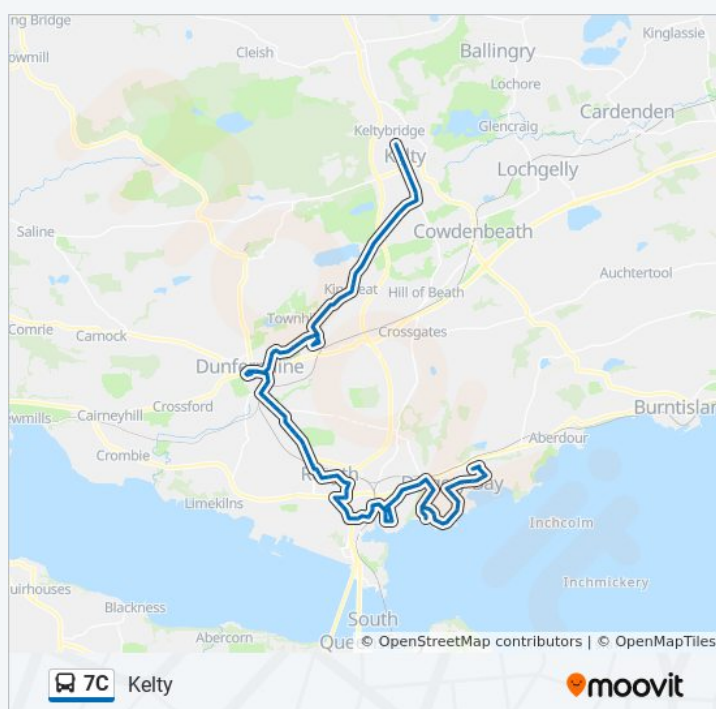 ng Bridge
Kinglassie
Ballingry
Cleish
owmill
Lochore
Cardenden
Keltybridge
Glencraig
Kelty
Lochgelly
Saline
Cowdenbeath
Auchtertool
Hill of Beath
Townhill
Comrie
Carnock
Crossgates
Dunfermline
Crossford
Cairneyhill
ewmills
Burntislan
Aberdour
Crombie
Limekilns
Inchcolm
uirhouses
Inchmickery
Blackness
South
Abercorn
Que
© OpenStreetMap contributors | © OpenMapTiles
7C Kelty
moovit